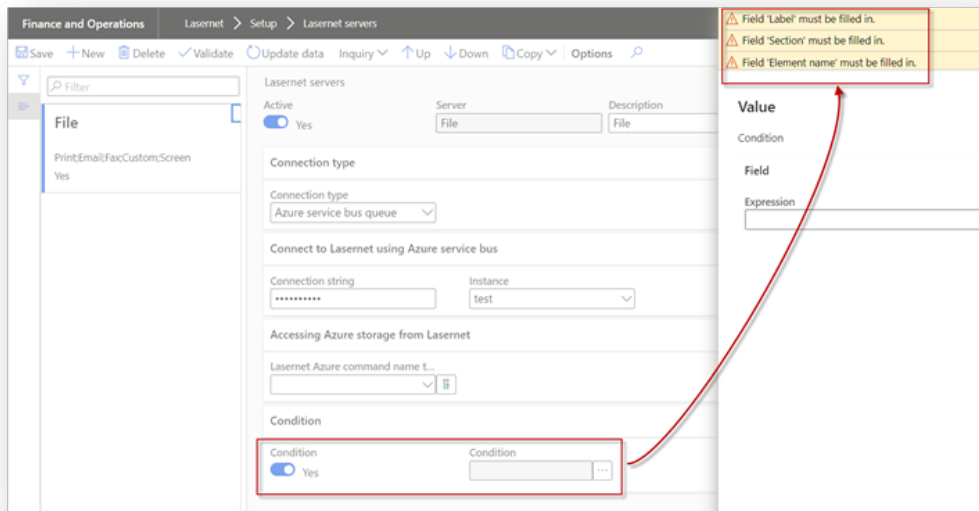 Finance and Operations Lasernet > Setup > Lasernet servers
Save New Delete Validate Update data Inquiry Up Down Copy Options
Filter
File
Print;Email;Fax;Custom;Screen
Yes
Lasernet servers
Active Server Description
Yes File File
Connection type
Connection type
Azure service bus queue
Connect to Lasernet using Azure service bus
Connection string Instance
•••••••••• test
Accessing Azure storage from Lasernet
Lasernet Azure command name t...
Condition
Condition Condition
Yes ...
Field 'Label' must be filled in.
Field 'Section' must be filled in.
Field 'Element name' must be filled in.
Value
Condition
Field
Expression